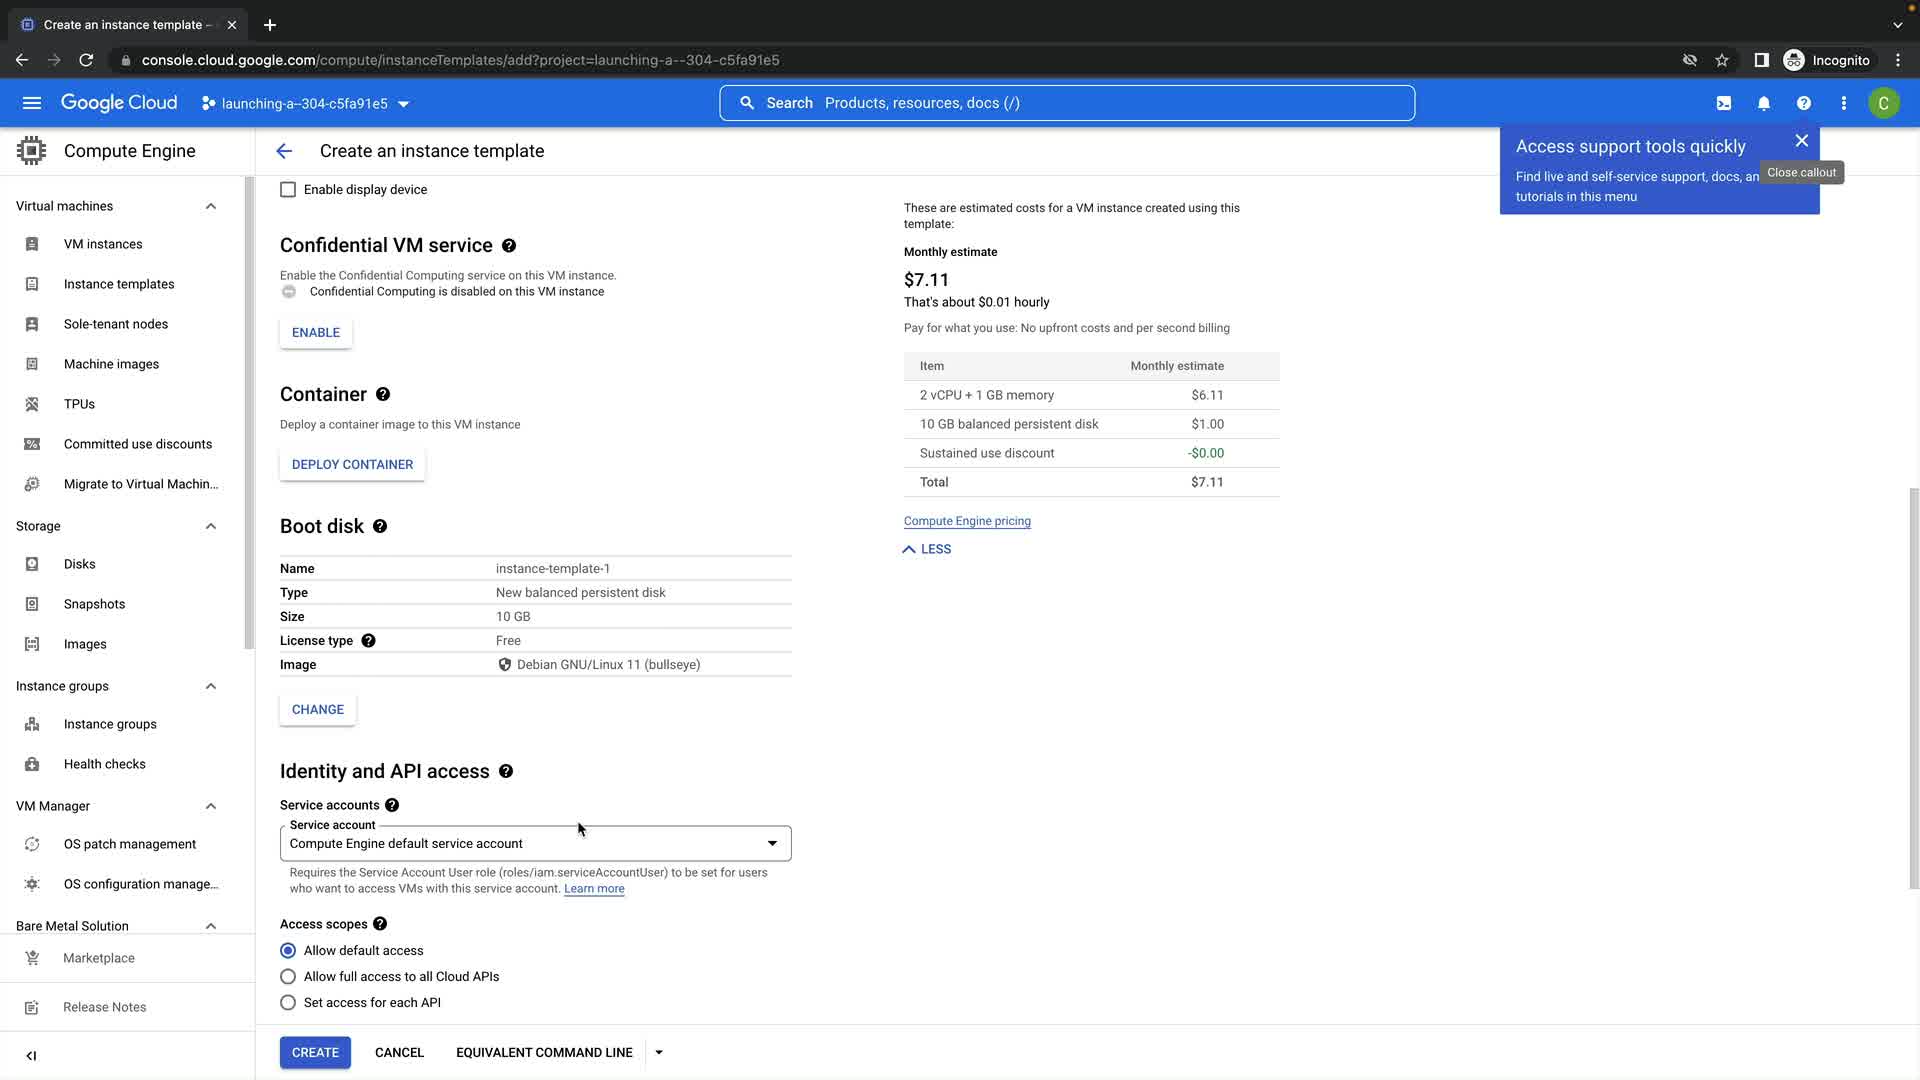 Create an instance template –
console.cloud.google.com/compute/instanceTemplates/add?project=launching-a--304-c5fa91e5
Incognito
Google Cloud
launching-a--304-c5fa91e5
Search Products, resources, docs (/)
C
Compute Engine
Create an instance template
Access support tools quickly
Find live and self-service support, docs, an
tutorials in this menu
Close callout
Virtual machines
VM instances
Instance templates
Sole-tenant nodes
Machine images
TPUs
Committed use discounts
Migrate to Virtual Machin...
Storage
Disks
Snapshots
Images
Instance groups
Instance groups
Health checks
VM Manager
OS patch management
OS configuration manage...
Bare Metal Solution
Marketplace
Release Notes
Enable display device
Confidential VM service
Enable the Confidential Computing service on this VM instance.
Confidential Computing is disabled on this VM instance
ENABLE
Container
Deploy a container image to this VM instance
DEPLOY CONTAINER
Boot disk
Name instance-template-1
Type New balanced persistent disk
Size 10 GB
License type Free
Image Debian GNU/Linux 11 (bullseye)
CHANGE
Identity and API access
Service accounts
Service account
Compute Engine default service account
Requires the Service Account User role (roles/iam.serviceAccountUser) to be set for users
who want to access VMs with this service account. Learn more
Access scopes
Allow default access
Allow full access to all Cloud APIs
Set access for each API
CREATE CANCEL EQUIVALENT COMMAND LINE
These are estimated costs for a VM instance created using this
template:
Monthly estimate
$7.11
That's about $0.01 hourly
Pay for what you use: No upfront costs and per second billing
Item Monthly estimate
2 vCPU + 1 GB memory $6.11
10 GB balanced persistent disk $1.00
Sustained use discount -$0.00
Total $7.11
Compute Engine pricing
LESS